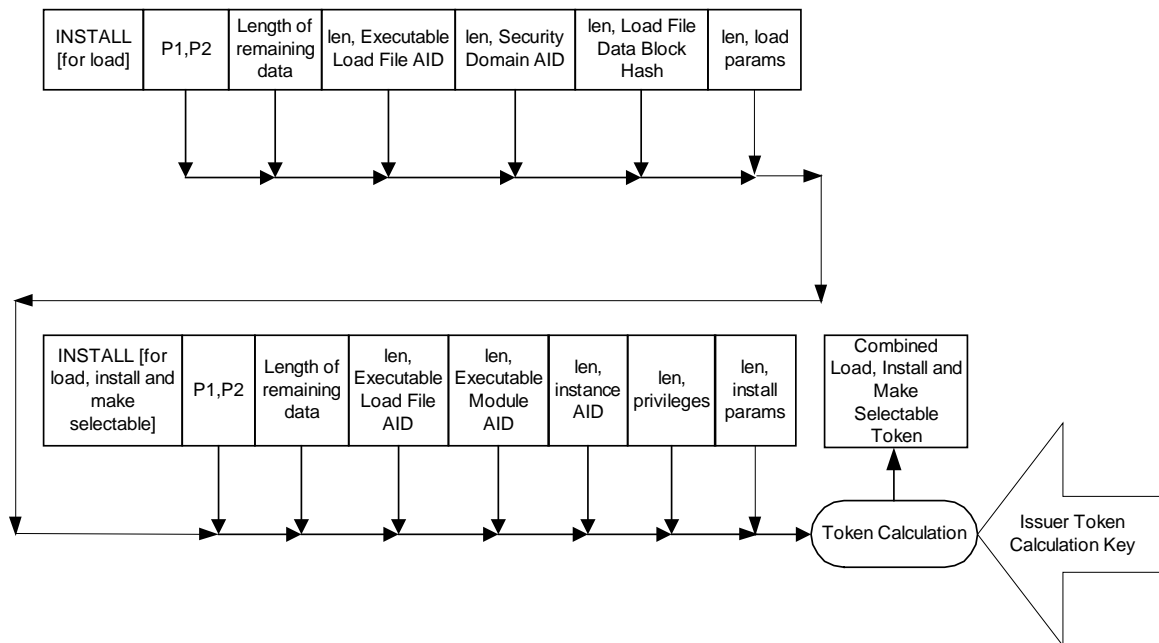 INSTALL
[for load]
P1,P2
Length of
remaining
data
len, Executable
Load File AID
len, Security
Domain AID
len, Load File
Data Block
Hash
len, load
params
INSTALL [for
load, install and
make
selectable]
P1,P2
Length of
remaining
data
len,
Executable
Load File
AID
len,
Executable
Module AID
len,
instance
AID
len,
privileges
len,
install
params
Combined
Load, Install and
Make
Selectable
Token
Token Calculation
Issuer Token
Calculation Key